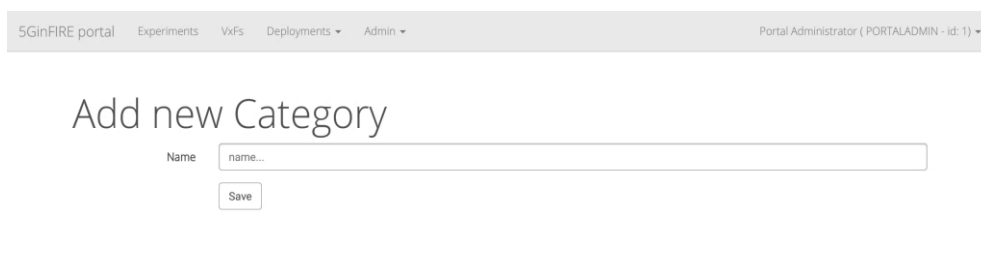 5GinFIRE portal Experiments VxFs Deployments Admin Portal Administrator ( PORTALADMIN - id: 1)
Add new Category
Name name...
Save